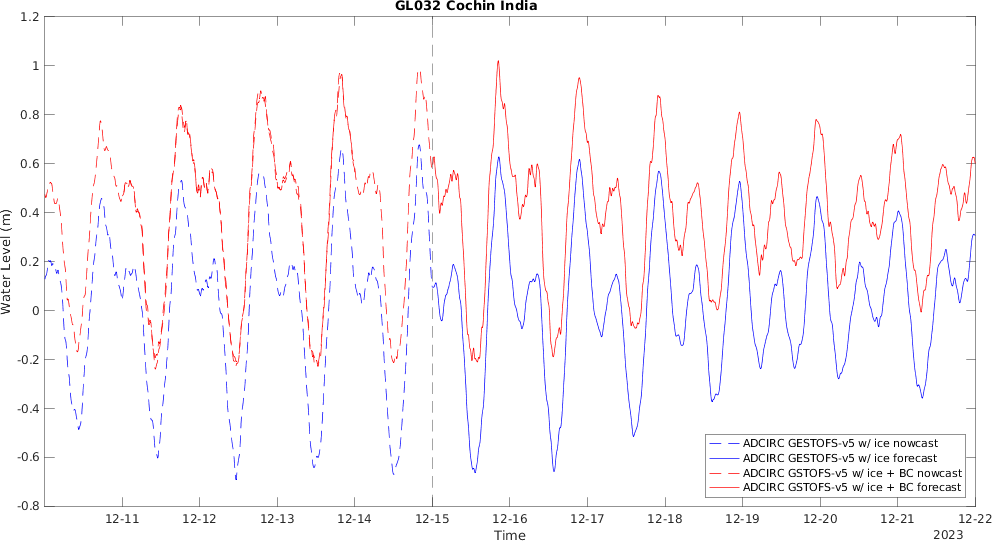 GL032 Cochin India
1.2
1
0.8
0.6
0.4
0.2
0
-0.2
-0.4
-0.6
-0.8
Water Level (m)
12-11 12-12 12-13 12-14 12-15 12-16 12-17 12-18 12-19 12-20 12-21 12-22
Time
2023
ADCIRC GESTOFS-v5 w/ ice nowcast
ADCIRC GESTOFS-v5 w/ ice forecast
ADCIRC GSTOFS-v5 w/ ice + BC nowcast
ADCIRC GSTOFS-v5 w/ ice + BC forecast